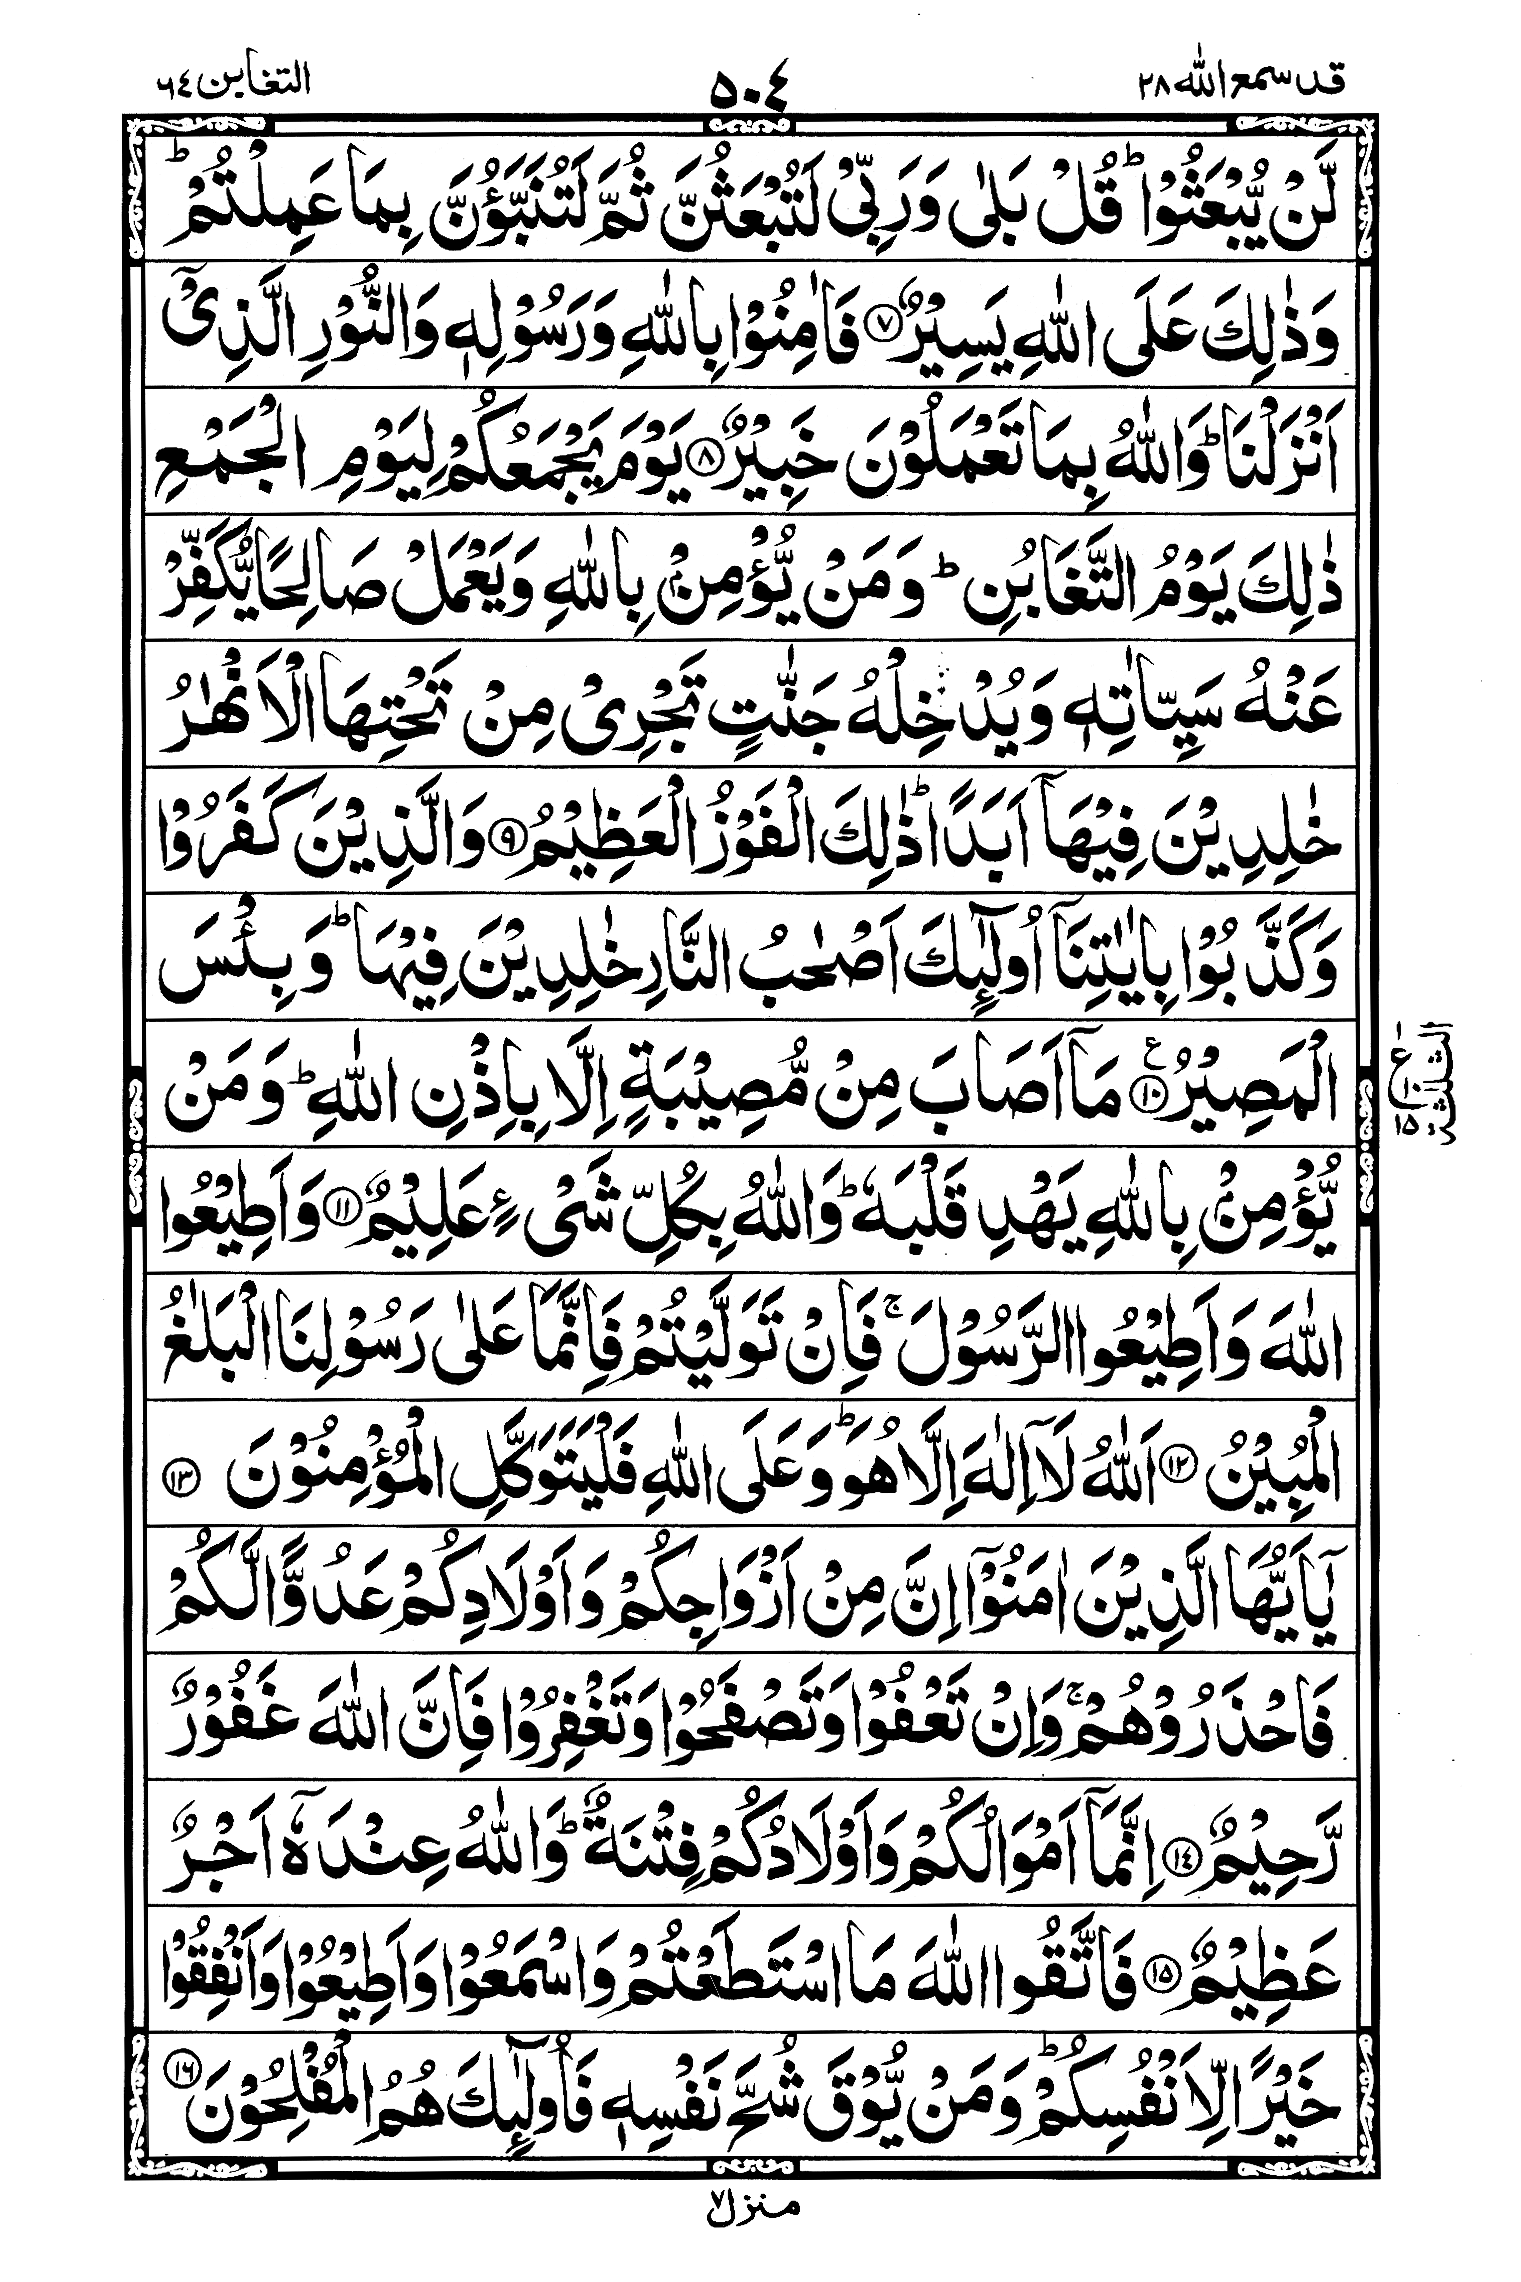 قد سمع الله ٢٨
٥٠٤
التغابن ٦٤
لَّنْ يُّبْعَثُوْا ؕ قُلْ بَلٰى وَرَبِّىْ لَتُبْعَثُنَّ ثُمَّ لَتُنَبَّؤُنَّ بِمَا عَمِلْتُمْ ؕ
وَذٰلِكَ عَلَى اللّٰهِ يَسِيْرٌ ۝٧ فَاٰمِنُوْا بِاللّٰهِ وَرَسُوْلِهٖ وَالنُّوْرِ الَّذِىْۤ
اَنْزَلْنَا ؕ وَاللّٰهُ بِمَا تَعْمَلُوْنَ خَبِيْرٌ ۝٨ يَوْمَ يَجْمَعُكُمْ لِيَوْمِ الْجَمْعِ
ذٰلِكَ يَوْمُ التَّغَابُنِ ؕ وَمَنْ يُّؤْمِنْۢ بِاللّٰهِ وَيَعْمَلْ صَالِحًا يُّكَفِّرْ
عَنْهُ سَيِّاٰتِهٖ وَيُدْخِلْهُ جَنّٰتٍ تَجْرِىْ مِنْ تَحْتِهَا الْاَنْهٰرُ
خٰلِدِيْنَ فِيْهَاۤ اَبَدًا ؕ ذٰلِكَ الْفَوْزُ الْعَظِيْمُ ۝٩ وَالَّذِيْنَ كَفَرُوْا
وَكَذَّبُوْا بِاٰيٰتِنَاۤ اُولٰٓئِكَ اَصْحٰبُ النَّارِ خٰلِدِيْنَ فِيْهَا ؕ وَبِئْسَ
الْمَصِيْرُ ۝١٠ ع مَاۤ اَصَابَ مِنْ مُّصِيْبَةٍ اِلَّا بِاِذْنِ اللّٰهِ ؕ وَمَنْ
يُّؤْمِنْۢ بِاللّٰهِ يَهْدِ قَلْبَهٗ ؕ وَاللّٰهُ بِكُلِّ شَىْءٍ عَلِيْمٌ ۝١١ وَاَطِيْعُوا
اللّٰهَ وَاَطِيْعُوا الرَّسُوْلَ ۚ فَاِنْ تَوَلَّيْتُمْ فَاِنَّمَا عَلٰى رَسُوْلِنَا الْبَلٰغُ
الْمُبِيْنُ ۝١٢ اَللّٰهُ لَاۤ اِلٰهَ اِلَّا هُوَ ؕ وَعَلَى اللّٰهِ فَلْيَتَوَكَّلِ الْمُؤْمِنُوْنَ ۝١٣
يٰۤاَيُّهَا الَّذِيْنَ اٰمَنُوْۤا اِنَّ مِنْ اَزْوَاجِكُمْ وَاَوْلَادِكُمْ عَدُوًّا لَّكُمْ
فَاحْذَرُوْهُمْ ۚ وَاِنْ تَعْفُوْا وَتَصْفَحُوْا وَتَغْفِرُوْا فَاِنَّ اللّٰهَ غَفُوْرٌ
رَّحِيْمٌ ۝١٤ اِنَّمَاۤ اَمْوَالُكُمْ وَاَوْلَادُكُمْ فِتْنَةٌ ؕ وَاللّٰهُ عِنْدَهٗۤ اَجْرٌ
عَظِيْمٌ ۝١٥ فَاتَّقُوا اللّٰهَ مَا اسْتَطَعْتُمْ وَاسْمَعُوْا وَاَطِيْعُوْا وَاَنْفِقُوْا
خَيْرًا لِّاَنْفُسِكُمْ ؕ وَمَنْ يُّوْقَ شُحَّ نَفْسِهٖ فَاُولٰٓئِكَ هُمُ الْمُفْلِحُوْنَ ۝١٦
الثلثة
ع
١٠
١٥
منزل ٧